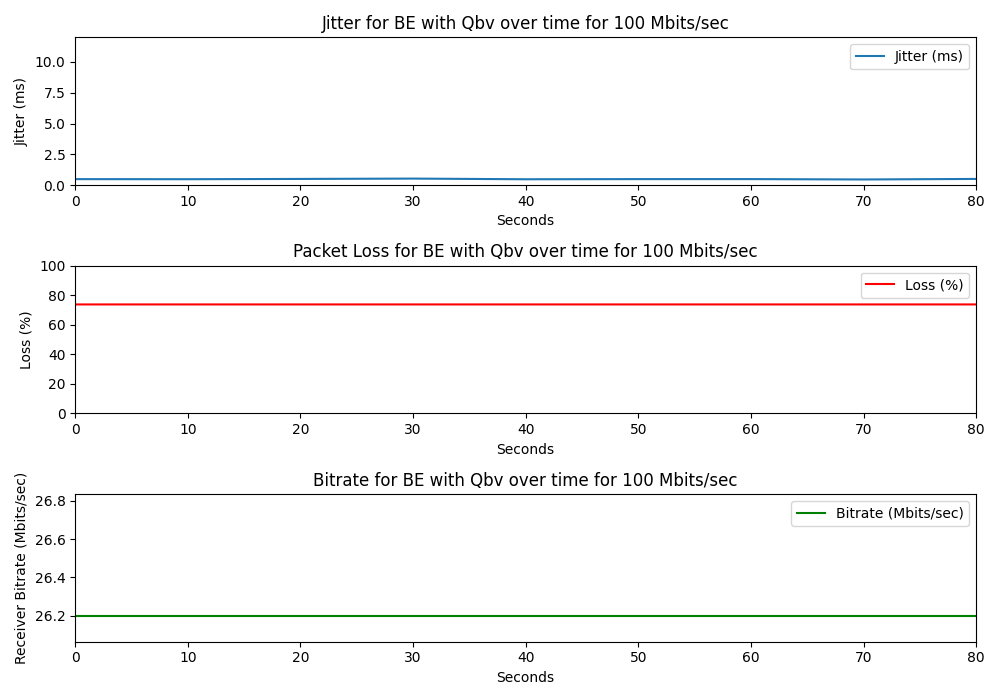 Jitter for BE with Qbv over time for 100 Mbits/sec
Jitter (ms)
10.0
7.5
5.0
2.5
0.0
Jitter (ms)
0 10 20 30 40 50 60 70 80
Seconds
Packet Loss for BE with Qbv over time for 100 Mbits/sec
Loss (%)
100
80
60
40
20
0
Loss (%)
0 10 20 30 40 50 60 70 80
Seconds
Bitrate for BE with Qbv over time for 100 Mbits/sec
Receiver Bitrate (Mbits/sec)
26.8
26.6
26.4
26.2
Bitrate (Mbits/sec)
0 10 20 30 40 50 60 70 80
Seconds